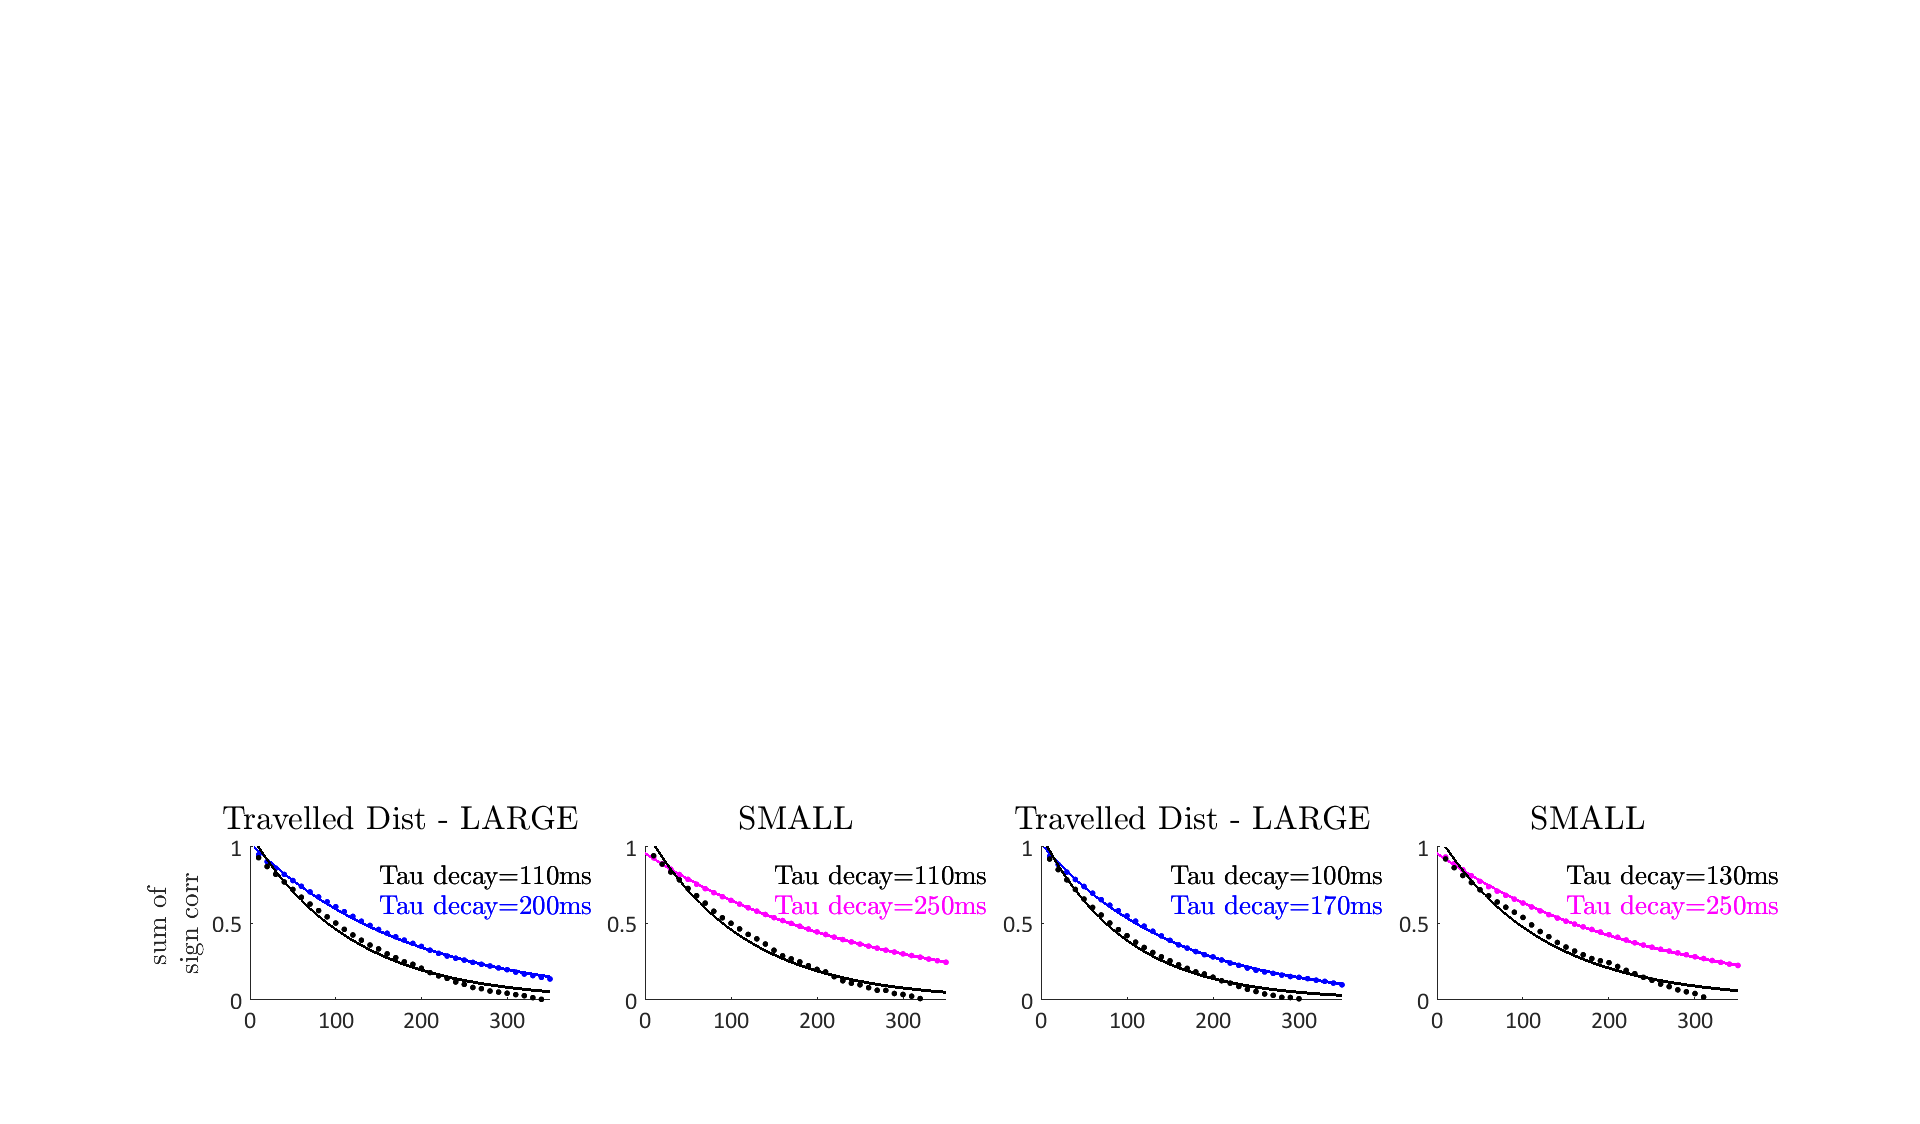 Travelled Dist - LARGE
SMALL
Travelled Dist - LARGE
SMALL
sum of
sign corr
1
0.5
0
0
100
200
300
Tau decay=110ms
Tau decay=200ms
1
0.5
0
0
100
200
300
Tau decay=110ms
Tau decay=250ms
1
0.5
0
0
100
200
300
Tau decay=100ms
Tau decay=170ms
1
0.5
0
0
100
200
300
Tau decay=130ms
Tau decay=250ms